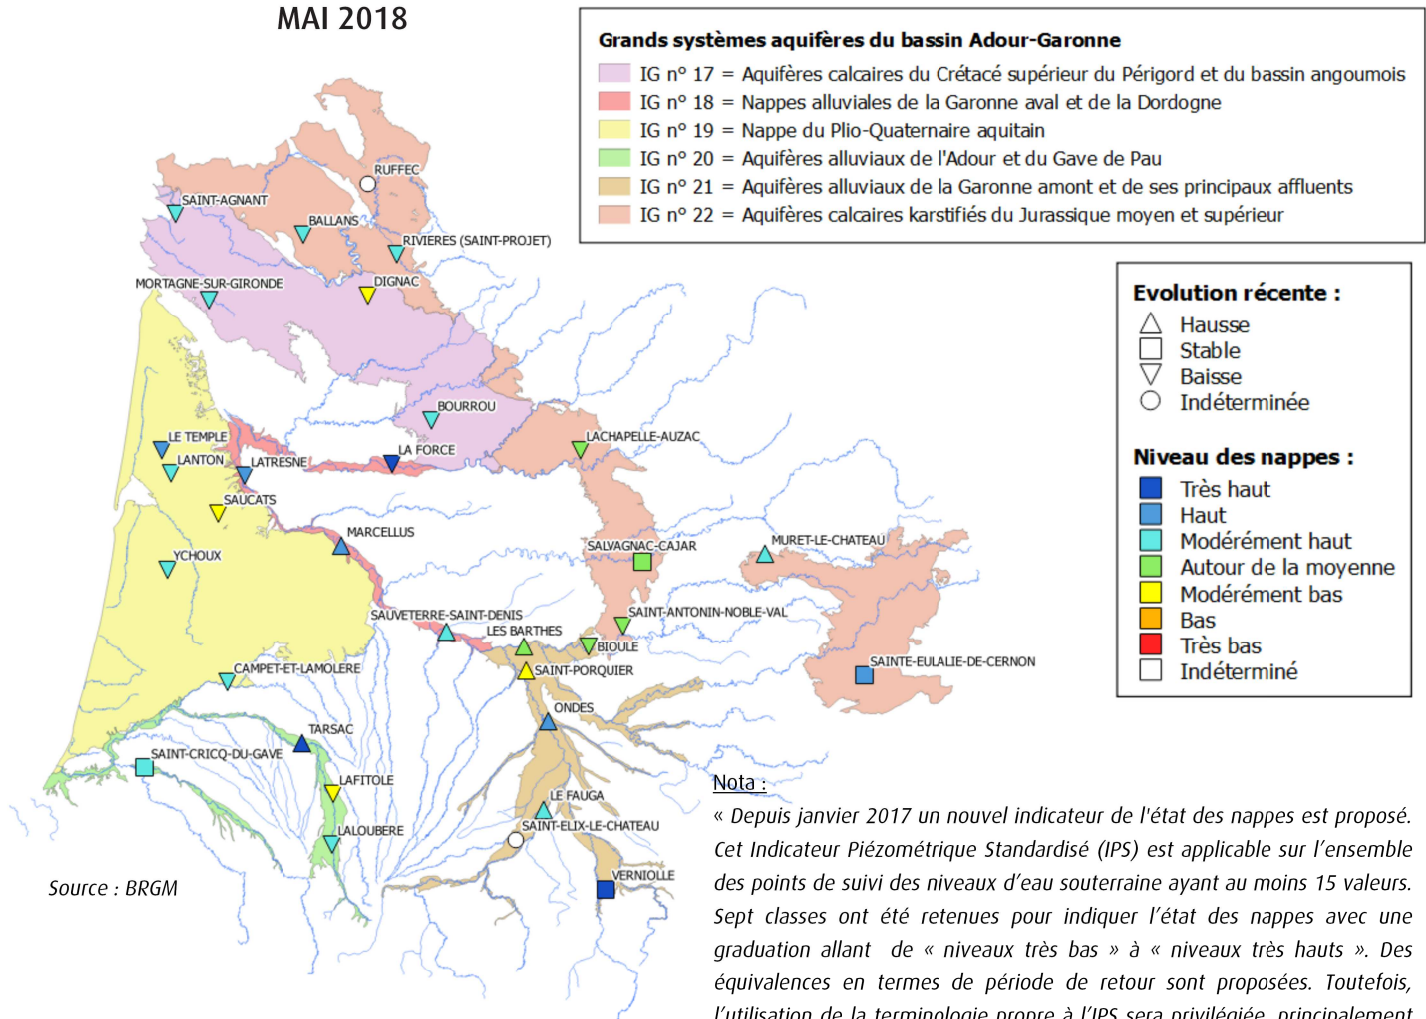 MAI 2018
Grands systèmes aquifères du bassin Adour-Garonne
IG n° 17 = Aquifères calcaires du Crétacé supérieur du Périgord et du bassin angoumois
IG n° 18 = Nappes alluviales de la Garonne aval et de la Dordogne
IG n° 19 = Nappe du Plio-Quaternaire aquitain
IG n° 20 = Aquifères alluviaux de l'Adour et du Gave de Pau
IG n° 21 = Aquifères alluviaux de la Garonne amont et de ses principaux affluents
IG n° 22 = Aquifères calcaires karstifiés du Jurassique moyen et supérieur
Evolution récente :
Hausse
Stable
Baisse
Indéterminée
Niveau des nappes :
Très haut
Haut
Modérément haut
Autour de la moyenne
Modérément bas
Bas
Très bas
Indéterminé
RUFFEC
SAINT-AGNANT
BALLANS
RIVIERES (SAINT-PROJET)
MORTAGNE-SUR-GIRONDE
DIGNAC
BOURROU
LE TEMPLE
LACHAPELLE-AUZAC
LA FORCE
LANTON
LATRESNE
SAUCATS
MARCELLUS
YCHOUX
SALVAGNAC-CAJAR
MURET-LE-CHATEAU
SAUVETERRE-SAINT-DENIS
SAINT-ANTONIN-NOBLE-VAL
LES BARTHES
BIOULE
CAMPET-ET-LAMOLERE
SAINT-PORQUIER
SAINTE-EULALIE-DE-CERNON
ONDES
TARSAC
SAINT-CRICQ-DU-GAVE
LAFITOLE
LE FAUGA
LALOUBERE
SAINT-ELIX-LE-CHATEAU
VERNIOLLE
Source : BRGM
Nota :
« Depuis janvier 2017 un nouvel indicateur de l'état des nappes est proposé.
Cet Indicateur Piézométrique Standardisé (IPS) est applicable sur l'ensemble
des points de suivi des niveaux d'eau souterraine ayant au moins 15 valeurs.
Sept classes ont été retenues pour indiquer l'état des nappes avec une
graduation allant de « niveaux très bas » à « niveaux très hauts ». Des
équivalences en termes de période de retour sont proposées. Toutefois,
l'utilisation de la terminologie propre à l'IPS sera privilégiée, principalement